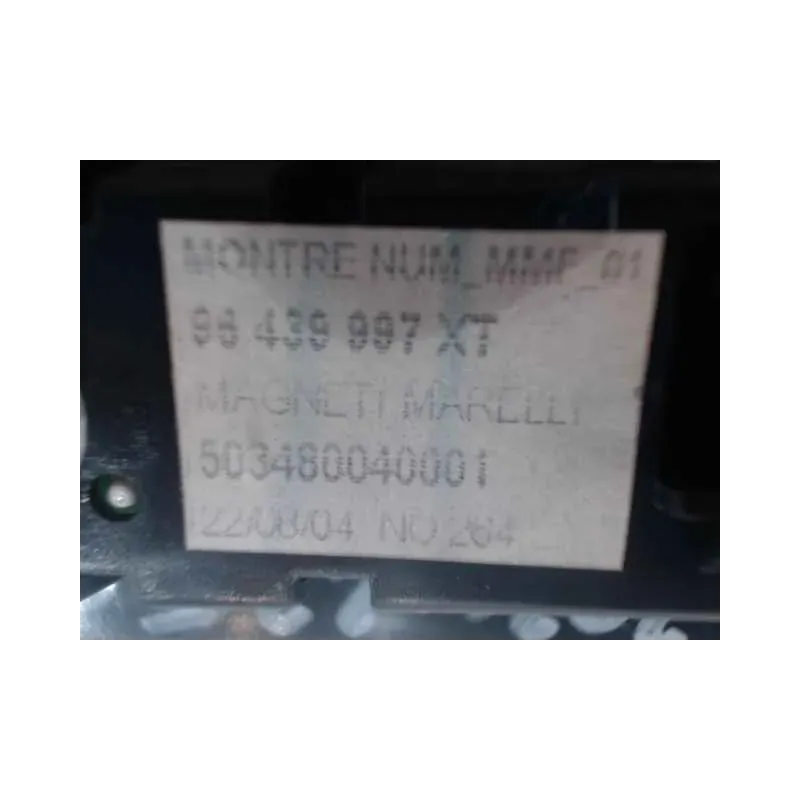 MONTRE NUM_MMF_01
96 439 997 XT
MAGNETI MARELLI
503480040001
22/08/04 NO 264